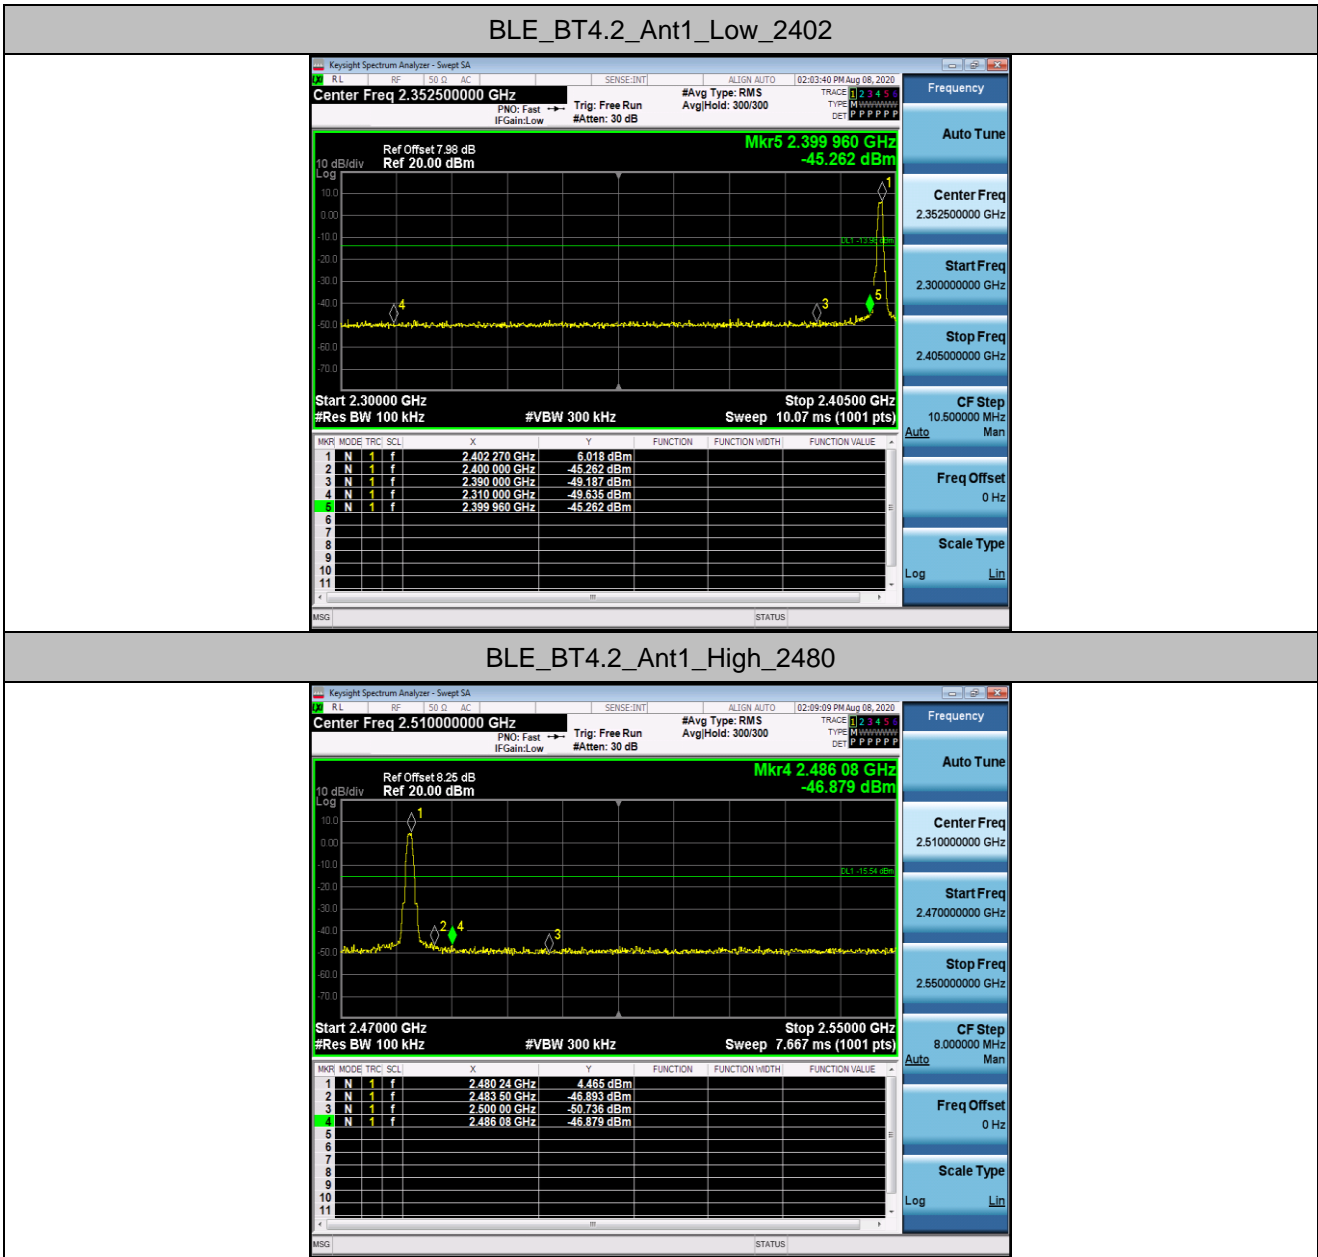 BLE_BT4.2_Ant1_Low_2402
Keysight Spectrum Analyzer - Swept SA
LXI RL RF 50 Ω AC SENSE:INT ALIGN AUTO 02:03:40 PM Aug 08, 2020
Center Freq 2.352500000 GHz
PNO: Fast
IFGain:Low
Trig: Free Run
#Atten: 30 dB
#Avg Type: RMS
Avg|Hold: 300/300
TRACE 1 2 3 4 5 6
TYPE M WWWWW
DET P P P P P P
Frequency
Auto Tune
Center Freq
2.352500000 GHz
Start Freq
2.300000000 GHz
Stop Freq
2.405000000 GHz
CF Step
10.500000 MHz
Auto Man
Freq Offset
0 Hz
Scale Type
Log Lin
Mkr5 2.399 960 GHz
-45.262 dBm
Ref Offset 7.98 dB
10 dB/div Ref 20.00 dBm
Log
10.0
0.00
-10.0
-20.0
-30.0
-40.0
-50.0
-60.0
-70.0
1
3
4
5
Start 2.30000 GHz Stop 2.40500 GHz
#Res BW 100 kHz #VBW 300 kHz Sweep 10.07 ms (1001 pts)
MKR MODE TRC SCL X Y FUNCTION FUNCTION WIDTH FUNCTION VALUE
1 N 1 f 2.402 270 GHz 6.018 dBm
2 N 1 f 2.400 000 GHz -45.262 dBm
3 N 1 f 2.390 000 GHz -49.187 dBm
4 N 1 f 2.310 000 GHz -49.635 dBm
5 N 1 f 2.399 960 GHz -45.262 dBm
6
7
8
9
10
11
MSG STATUS
BLE_BT4.2_Ant1_High_2480
Keysight Spectrum Analyzer - Swept SA
LXI RL RF 50 Ω AC SENSE:INT ALIGN AUTO 02:09:09 PM Aug 08, 2020
Center Freq 2.510000000 GHz
PNO: Fast
IFGain:Low
Trig: Free Run
#Atten: 30 dB
#Avg Type: RMS
Avg|Hold: 300/300
TRACE 1 2 3 4 5 6
TYPE M WWWWW
DET P P P P P P
Frequency
Auto Tune
Center Freq
2.510000000 GHz
Start Freq
2.470000000 GHz
Stop Freq
2.550000000 GHz
CF Step
8.000000 MHz
Auto Man
Freq Offset
0 Hz
Scale Type
Log Lin
Mkr4 2.486 08 GHz
-46.879 dBm
Ref Offset 8.25 dB
10 dB/div Ref 20.00 dBm
Log
10.0
0.00
-10.0
-20.0
-30.0
-40.0
-50.0
-60.0
-70.0
DL1 -15.54 dBm
1
2
4
3
Start 2.47000 GHz Stop 2.55000 GHz
#Res BW 100 kHz #VBW 300 kHz Sweep 7.667 ms (1001 pts)
MKR MODE TRC SCL X Y FUNCTION FUNCTION WIDTH FUNCTION VALUE
1 N 1 f 2.480 24 GHz 4.465 dBm
2 N 1 f 2.483 50 GHz -46.893 dBm
3 N 1 f 2.500 00 GHz -50.736 dBm
4 N 1 f 2.486 08 GHz -46.879 dBm
5
6
7
8
9
10
11
MSG STATUS